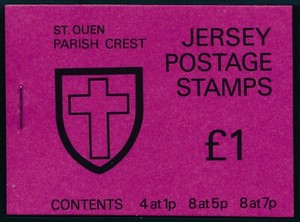 ST. OUEN
PARISH CREST
JERSEY
POSTAGE
STAMPS
£1
CONTENTS 4 at 1p 8 at 5p 8 at 7p